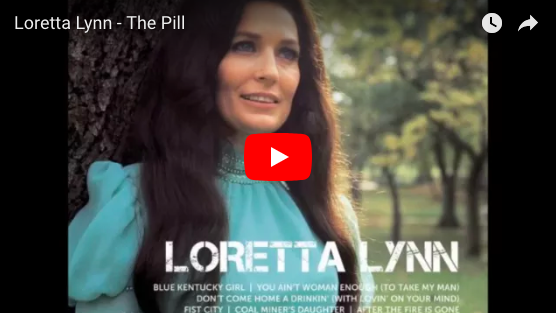 Loretta Lynn - The Pill
LORETTA LYNN
BLUE KENTUCKY GIRL | YOU AIN'T WOMAN ENOUGH (TO TAKE MY MAN)
DON'T COME HOME A DRINKIN' (WITH LOVIN' ON YOUR MIND)
FIST CITY | COAL MINER'S DAUGHTER | AFTER THE FIRE IS GONE